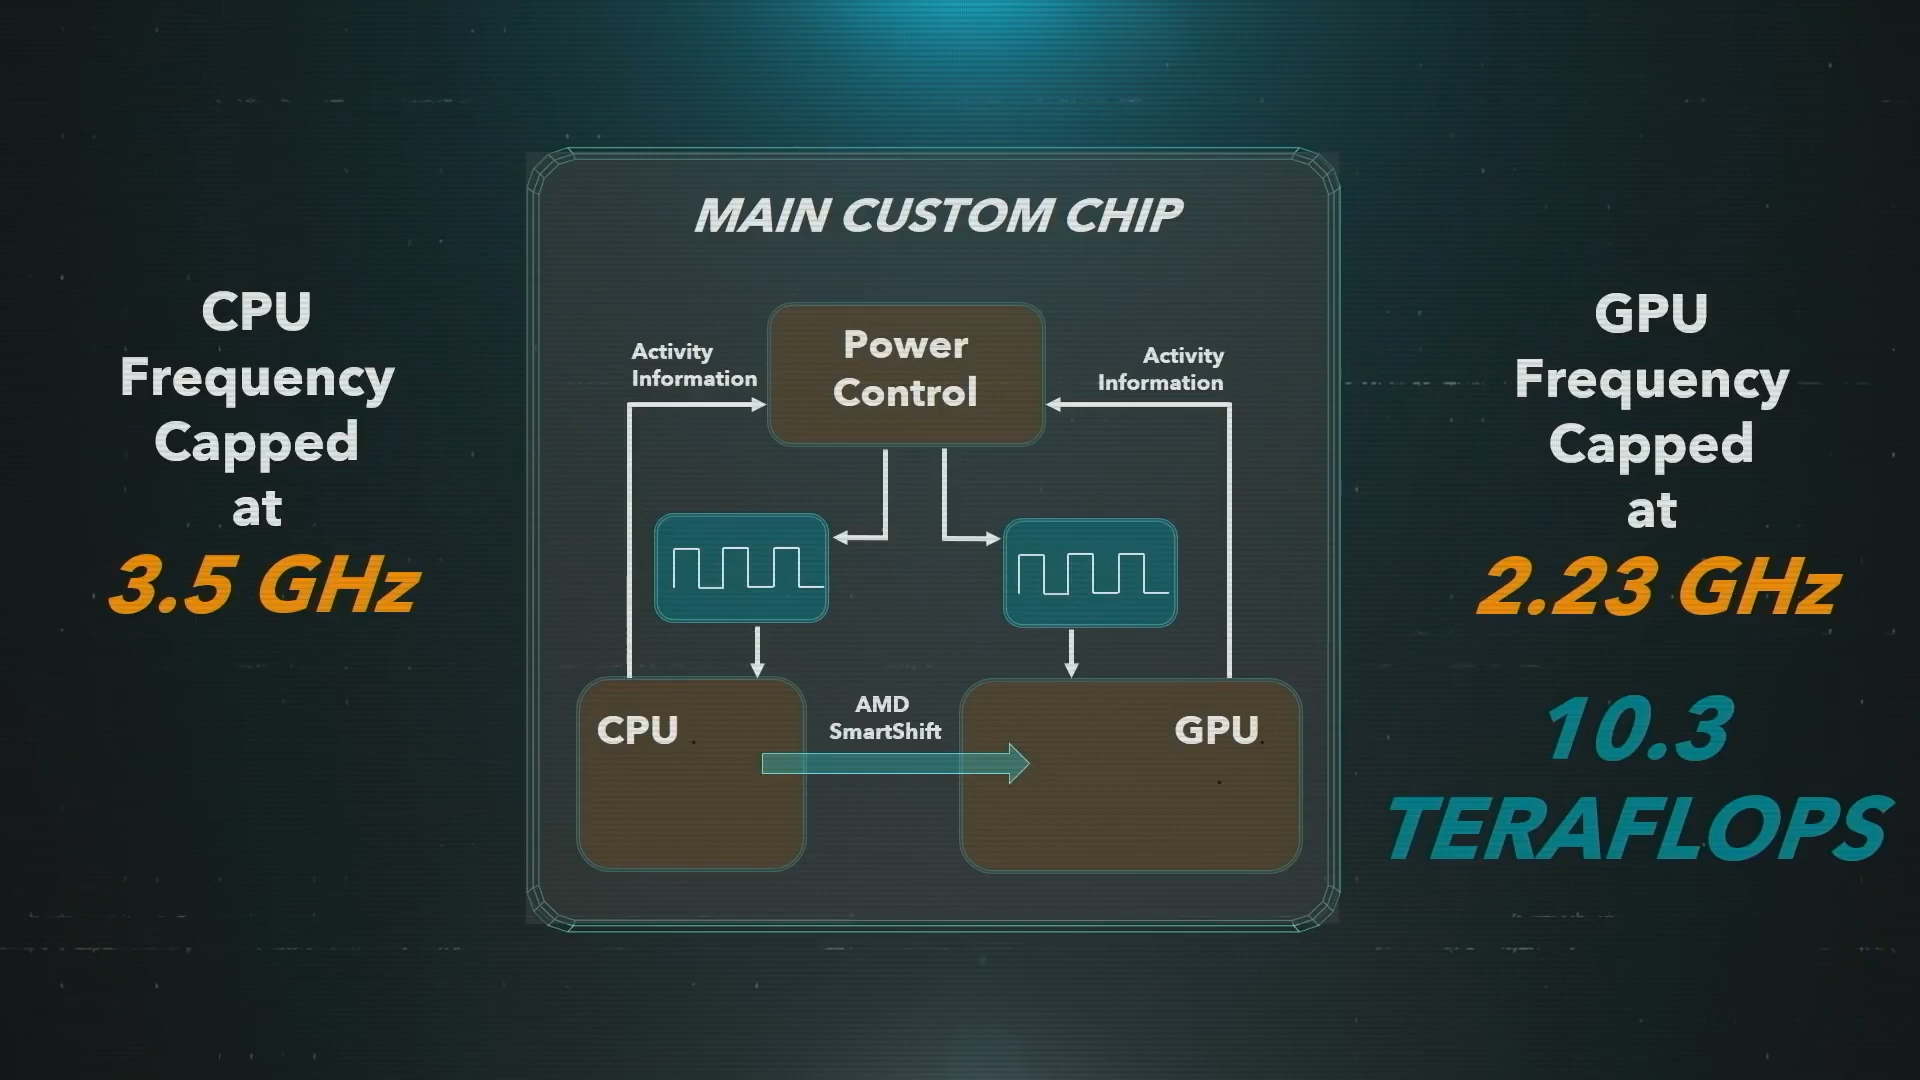 MAIN CUSTOM CHIP
CPU
Frequency
Capped
at
3.5 GHz
Activity
Information
Power
Control
Activity
Information
CPU
AMD
SmartShift
GPU
GPU
Frequency
Capped
at
2.23 GHz
10.3
TERAFLOPS